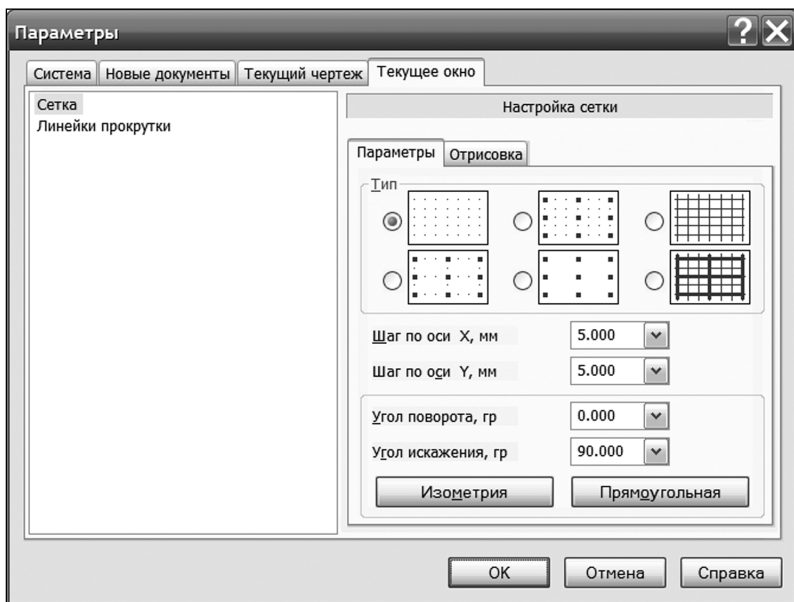 Параметры
Система Новые документы Текущий чертеж Текущее окно
Сетка
Линейки прокрутки
Настройка сетки
Параметры Отрисовка
Тип
Шаг по оси X, мм 5.000
Шаг по оси Y, мм 5.000
Угол поворота, гр 0.000
Угол искажения, гр 90.000
Изометрия Прямоугольная
OK Отмена Справка